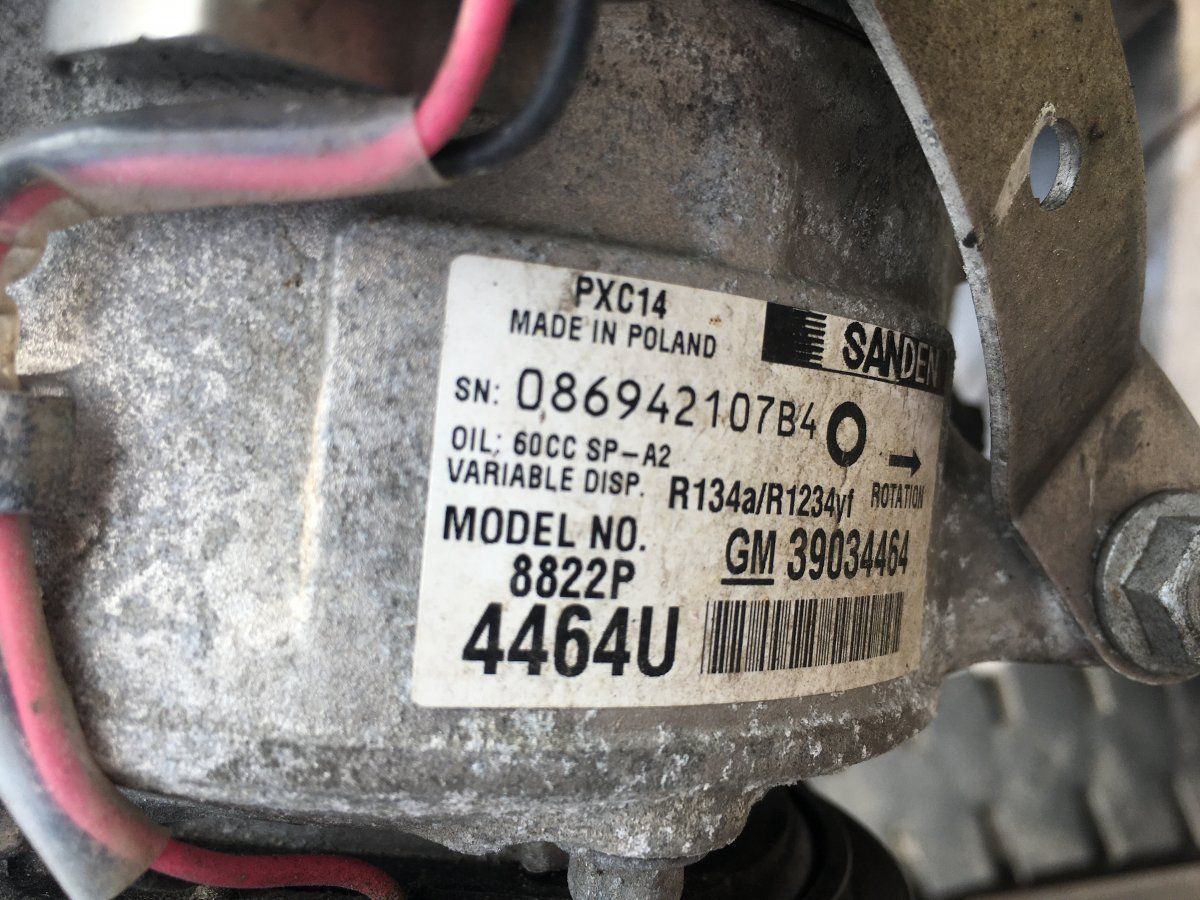 PXC14
MADE IN POLAND
SANDEN
SN: 086942107B4
OIL; 60CC SP-A2
VARIABLE DISP.
R134a/R1234yf
ROTATION
MODEL NO.
8822P
GM 39034464
4464U